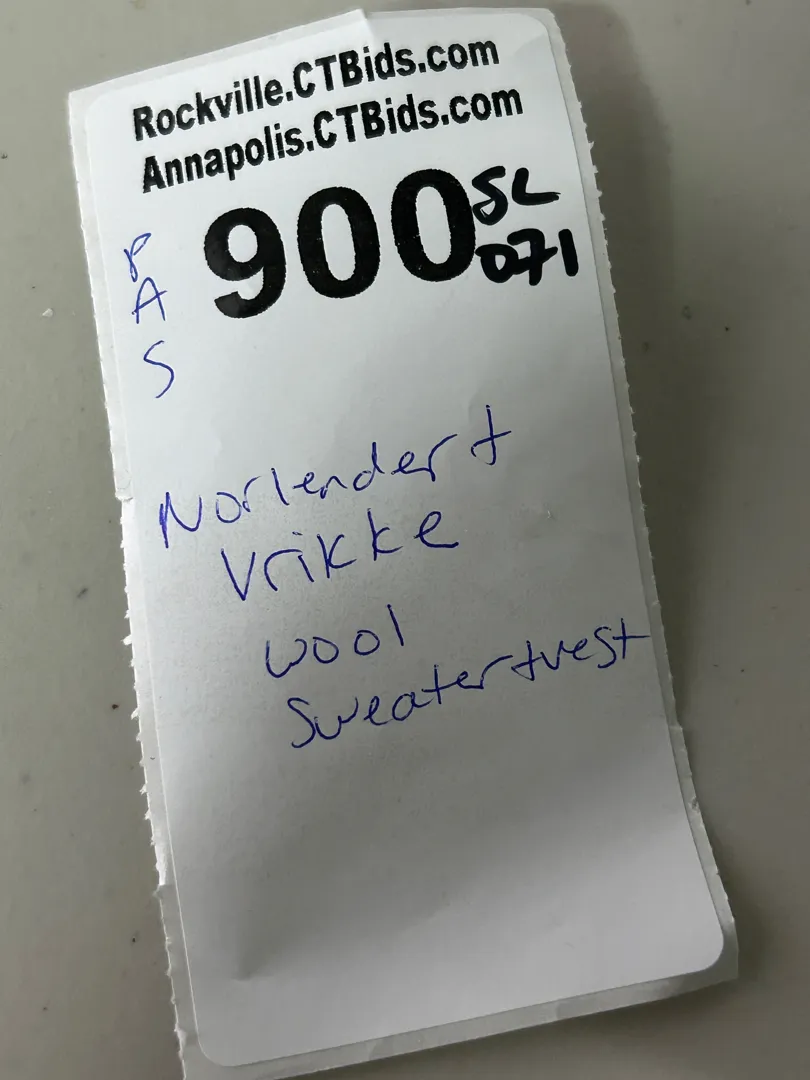 Rockville.CTBids.com
Annapolis.CTBids.com
900 SL
071
P
A
S
Norlender +
Vrikke
wool
Sweater + vest